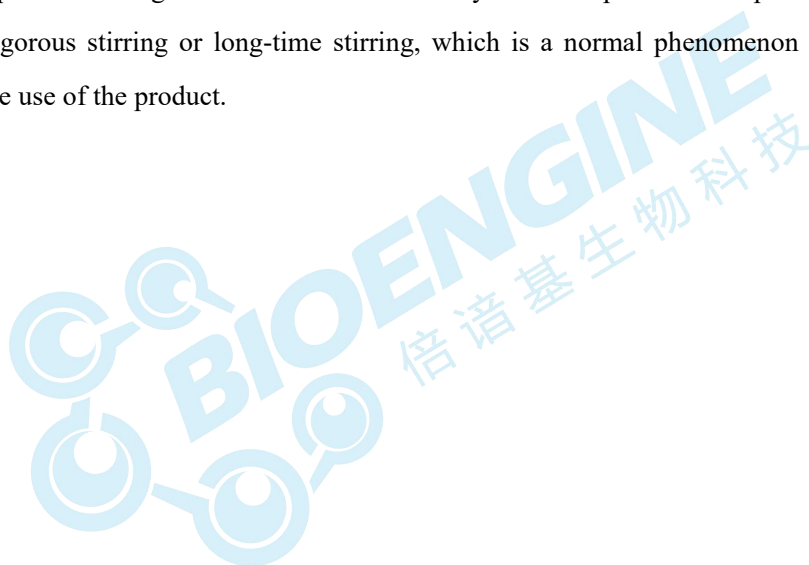 gorous stirring or long-time stirring, which is a normal phenomenon
e use of the product.
BIOENGINE
倍谙基生物科技